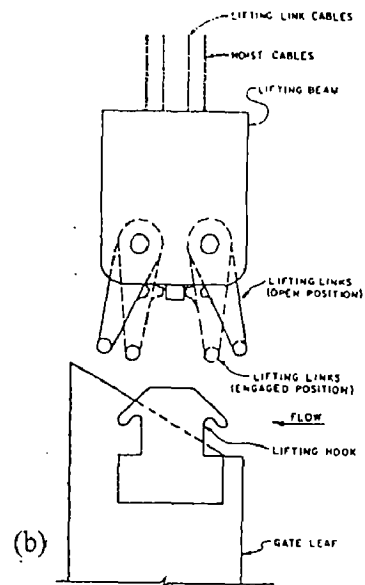 LIFTING LINK CABLES
HOIST CABLES
LIFTING BEAM
LIFTING LINKS
(OPEN POSITION)
LIFTING LINKS
(ENGAGED POSITION)
FLOW
LIFTING HOOK
GATE LEAF
(b)